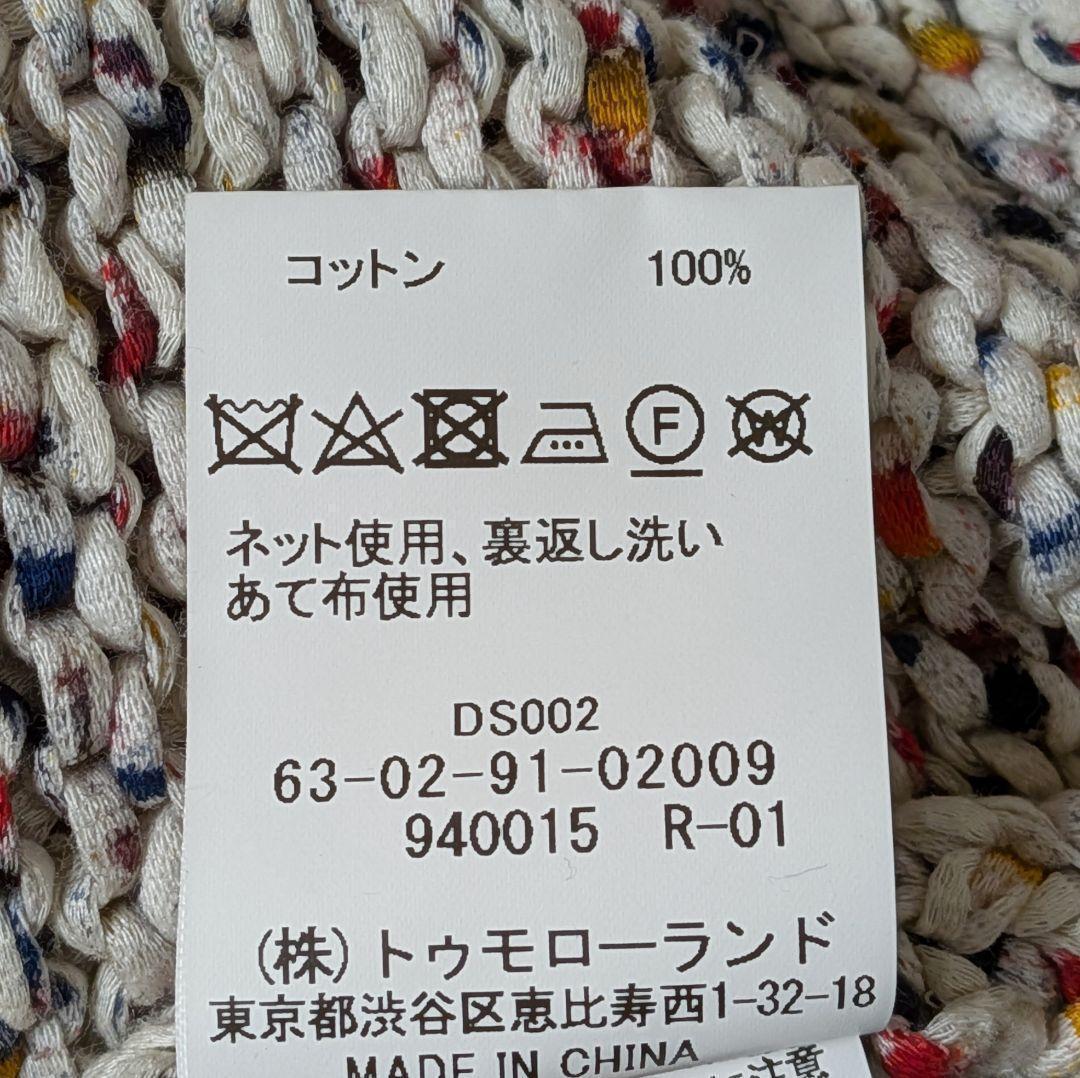 コットン 100%
F W
ネット使用、裏返し洗い
あて布使用
DS002
63-02-91-02009
940015 R-01
(株)トゥモローランド
東京都渋谷区恵比寿西1-32-18
MADE IN CHINA
注意